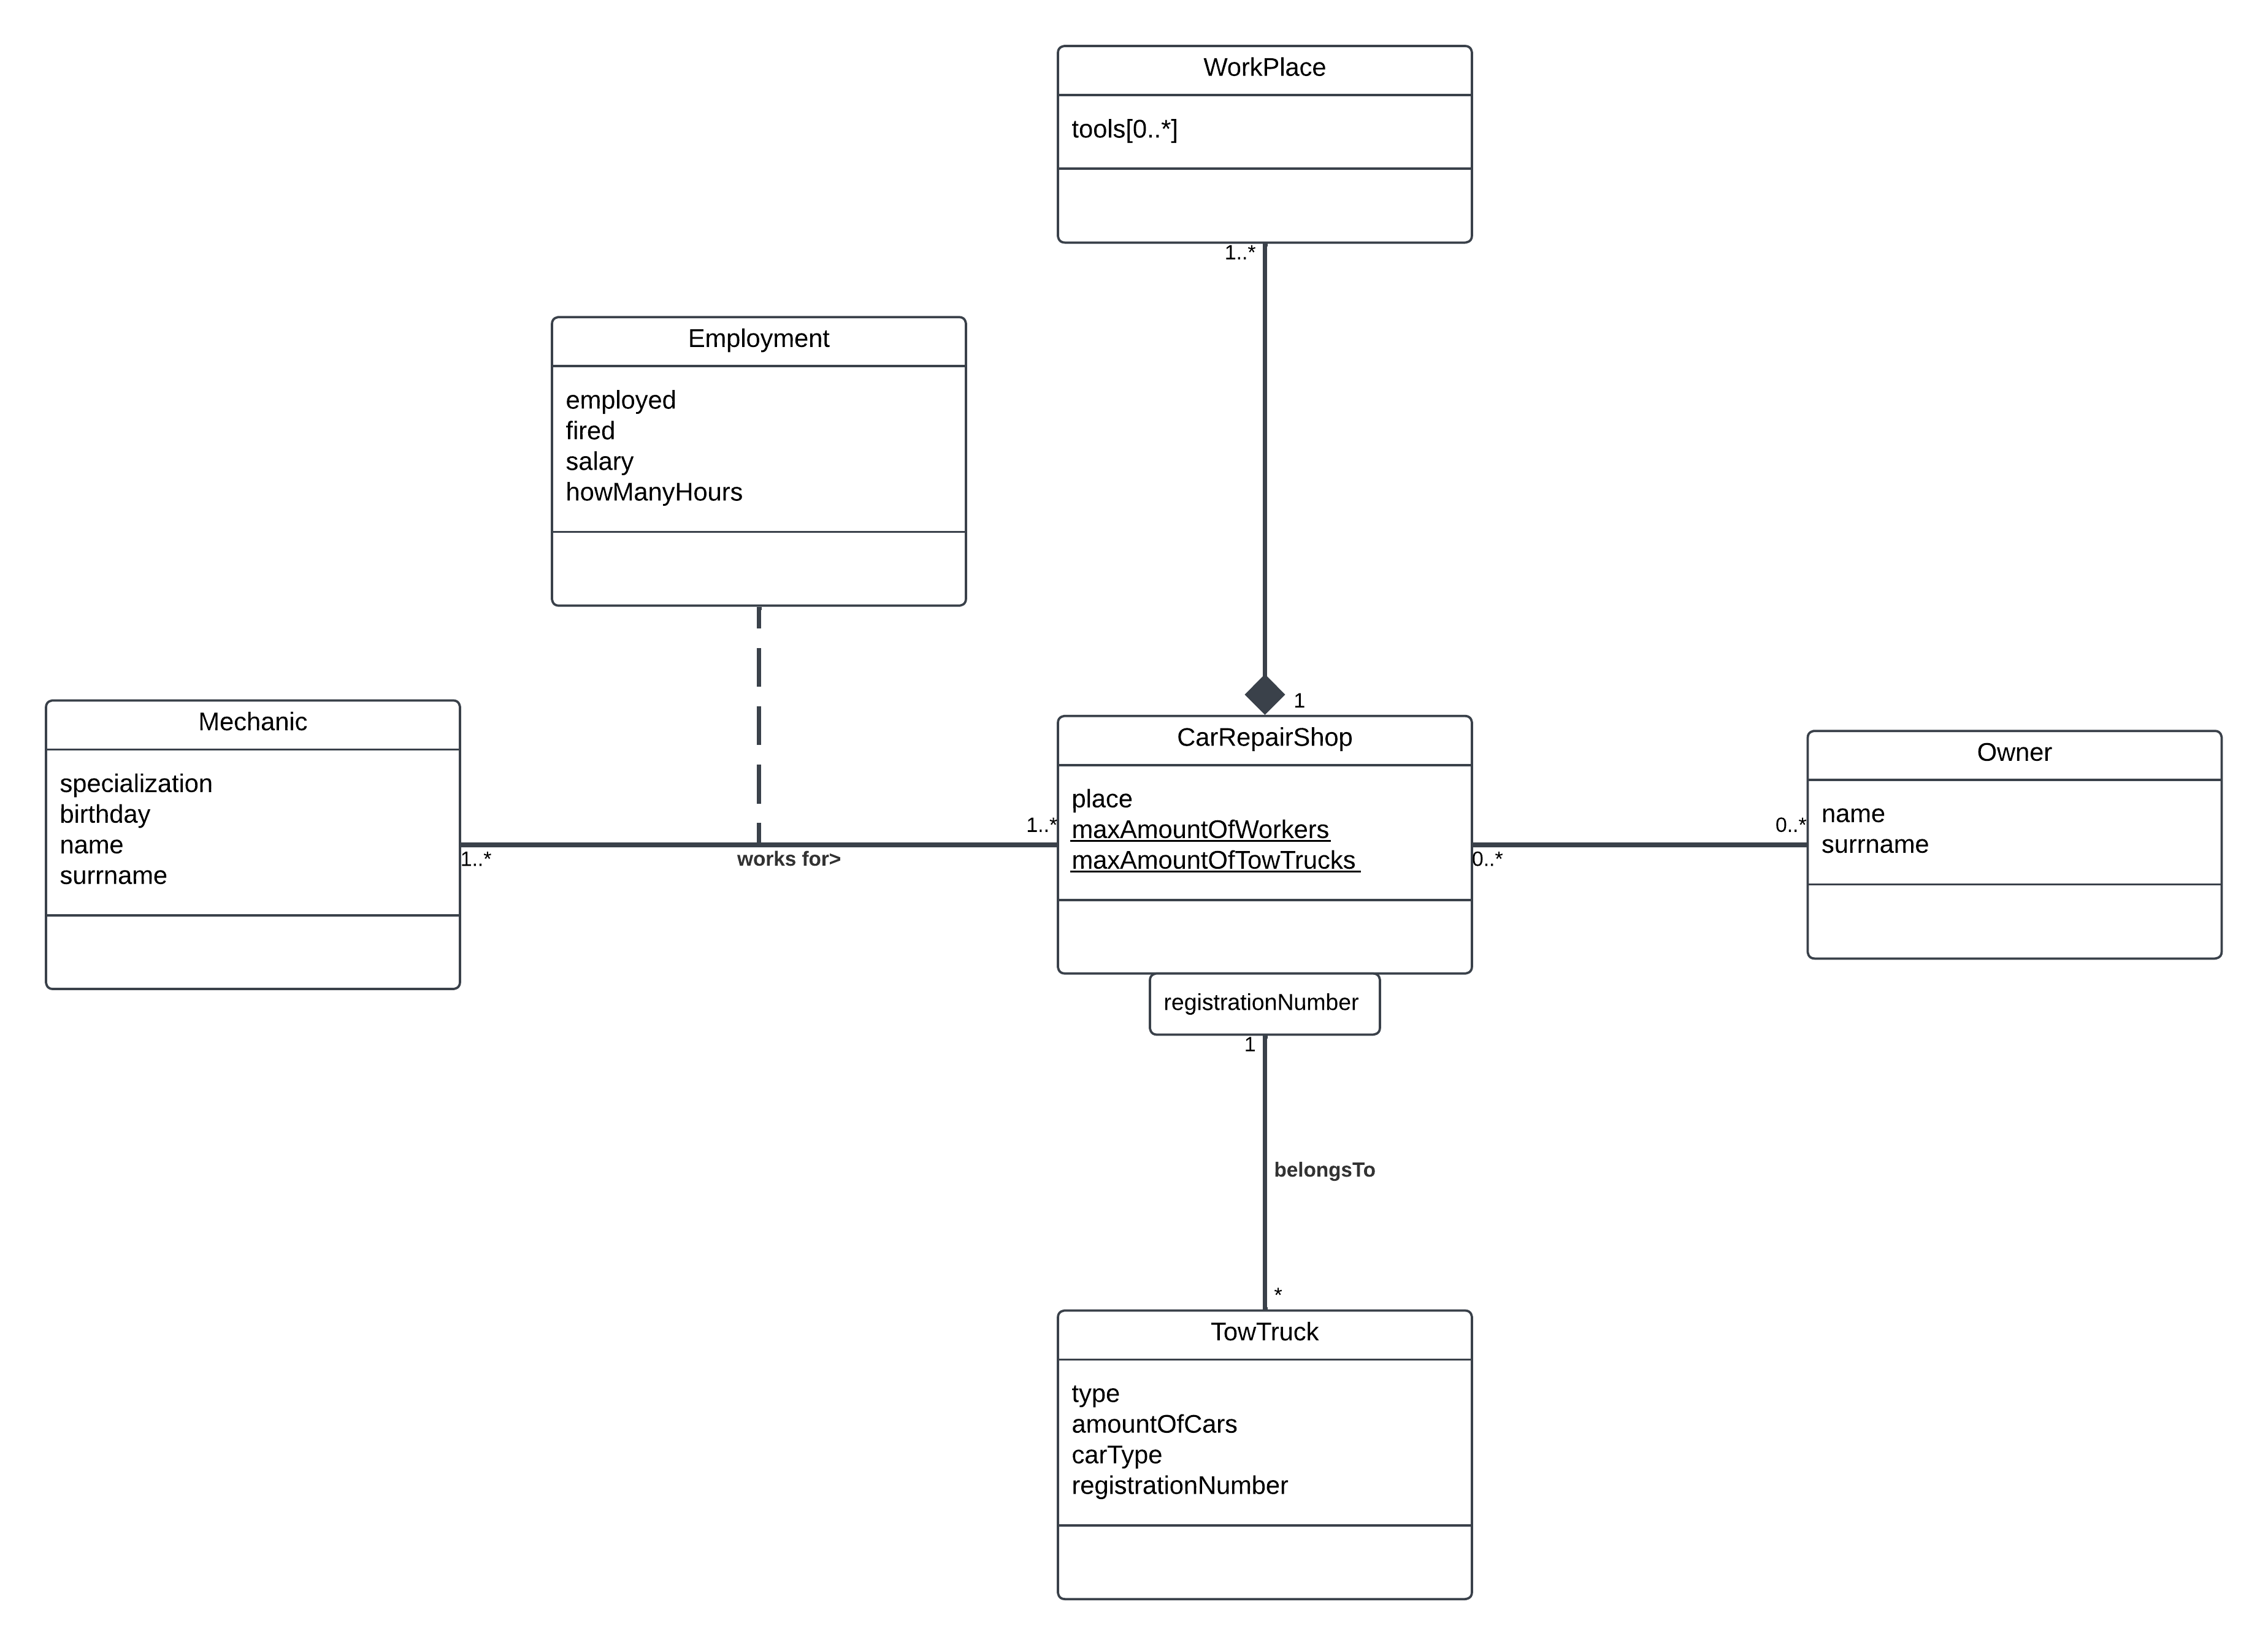 WorkPlace
tools[0..*]
1..*
Employment
employed
fired
salary
howManyHours
1
Mechanic
specialization
birthday
name
surrname
1..*
works for>
1..*
CarRepairShop
place
maxAmountOfWorkers
maxAmountOfTowTrucks
0..*
0..*
Owner
name
surrname
registrationNumber
1
belongsTo
*
TowTruck
type
amountOfCars
carType
registrationNumber